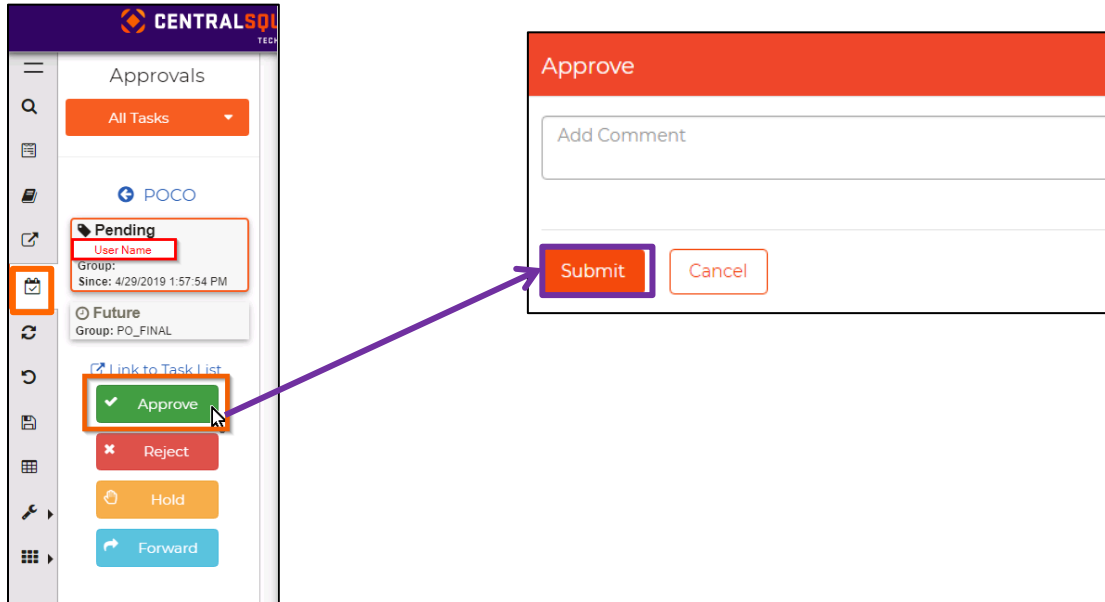 CENTRALSQU
TECH
Approvals
All Tasks
POCO
Pending
User Name
Group:
Since: 4/29/2019 1:57:54 PM
Future
Group: PO_FINAL
Link to Task List
Approve
Reject
Hold
Forward
Approve
Add Comment
Submit
Cancel